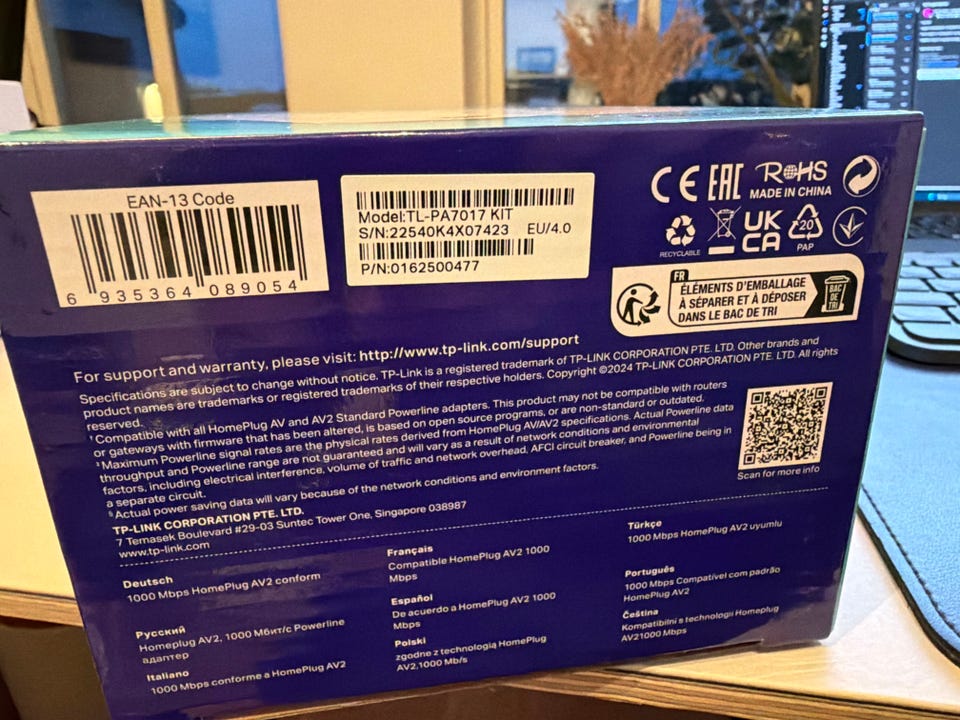 EAN-13 Code
6 935364 089054
Model:TL-PA7017 KIT
S/N:22540K4X07423 EU/4.0
P/N:0162500477
CE EAC RoHS
MADE IN CHINA
RECYCLABLE
UK
CA
20
PAP
FR
ÉLÉMENTS D'EMBALLAGE
À SÉPARER ET À DÉPOSER
DANS LE BAC DE TRI
BAC
DE
TRI
For support and warranty, please visit: http://www.tp-link.com/support
Specifications are subject to change without notice. TP-Link is a registered trademark of TP-LINK CORPORATION PTE. LTD. Other brands and
product names are trademarks or registered trademarks of their respective holders. Copyright ©2024 TP-LINK CORPORATION PTE. LTD. All rights
reserved.
Compatible with all HomePlug AV and AV2 Standard Powerline adapters. This product may not be compatible with routers
or gateways with firmware that has been altered, is based on open source programs, or are non-standard or outdated.
Maximum Powerline signal rates are the physical rates derived from HomePlug AV/AV2 specifications. Actual Powerline data
throughput and Powerline range are not guaranteed and will vary as a result of network conditions and environmental
factors, including electrical interference, volume of traffic and network overhead, AFCI circuit breaker, and Powerline being in
a separate circuit.
Actual power saving data will vary because of the network conditions and environment factors.
TP-LINK CORPORATION PTE. LTD.
7 Temasek Boulevard #29-03 Suntec Tower One, Singapore 038987
www.tp-link.com
Scan for more info
Deutsch
1000 Mbps HomePlug AV2 conform
Français
Compatible HomePlug AV2 1000
Mbps
Türkçe
1000 Mbps HomePlug AV2 uyumlu
Русский
Homeplug AV2, 1000 Мбит/с Powerline
адаптер
Español
De acuerdo a HomePlug AV2 1000
Mbps
Português
1000 Mbps Compatível com padrão
HomePlug AV2
Italiano
1000 Mbps conforme a HomePlug AV2
Polski
zgodne z technologią HomePlug
AV2,1000 Mb/s
Čeština
Kompatibilní s technologií Homeplug
AV21000 Mbps